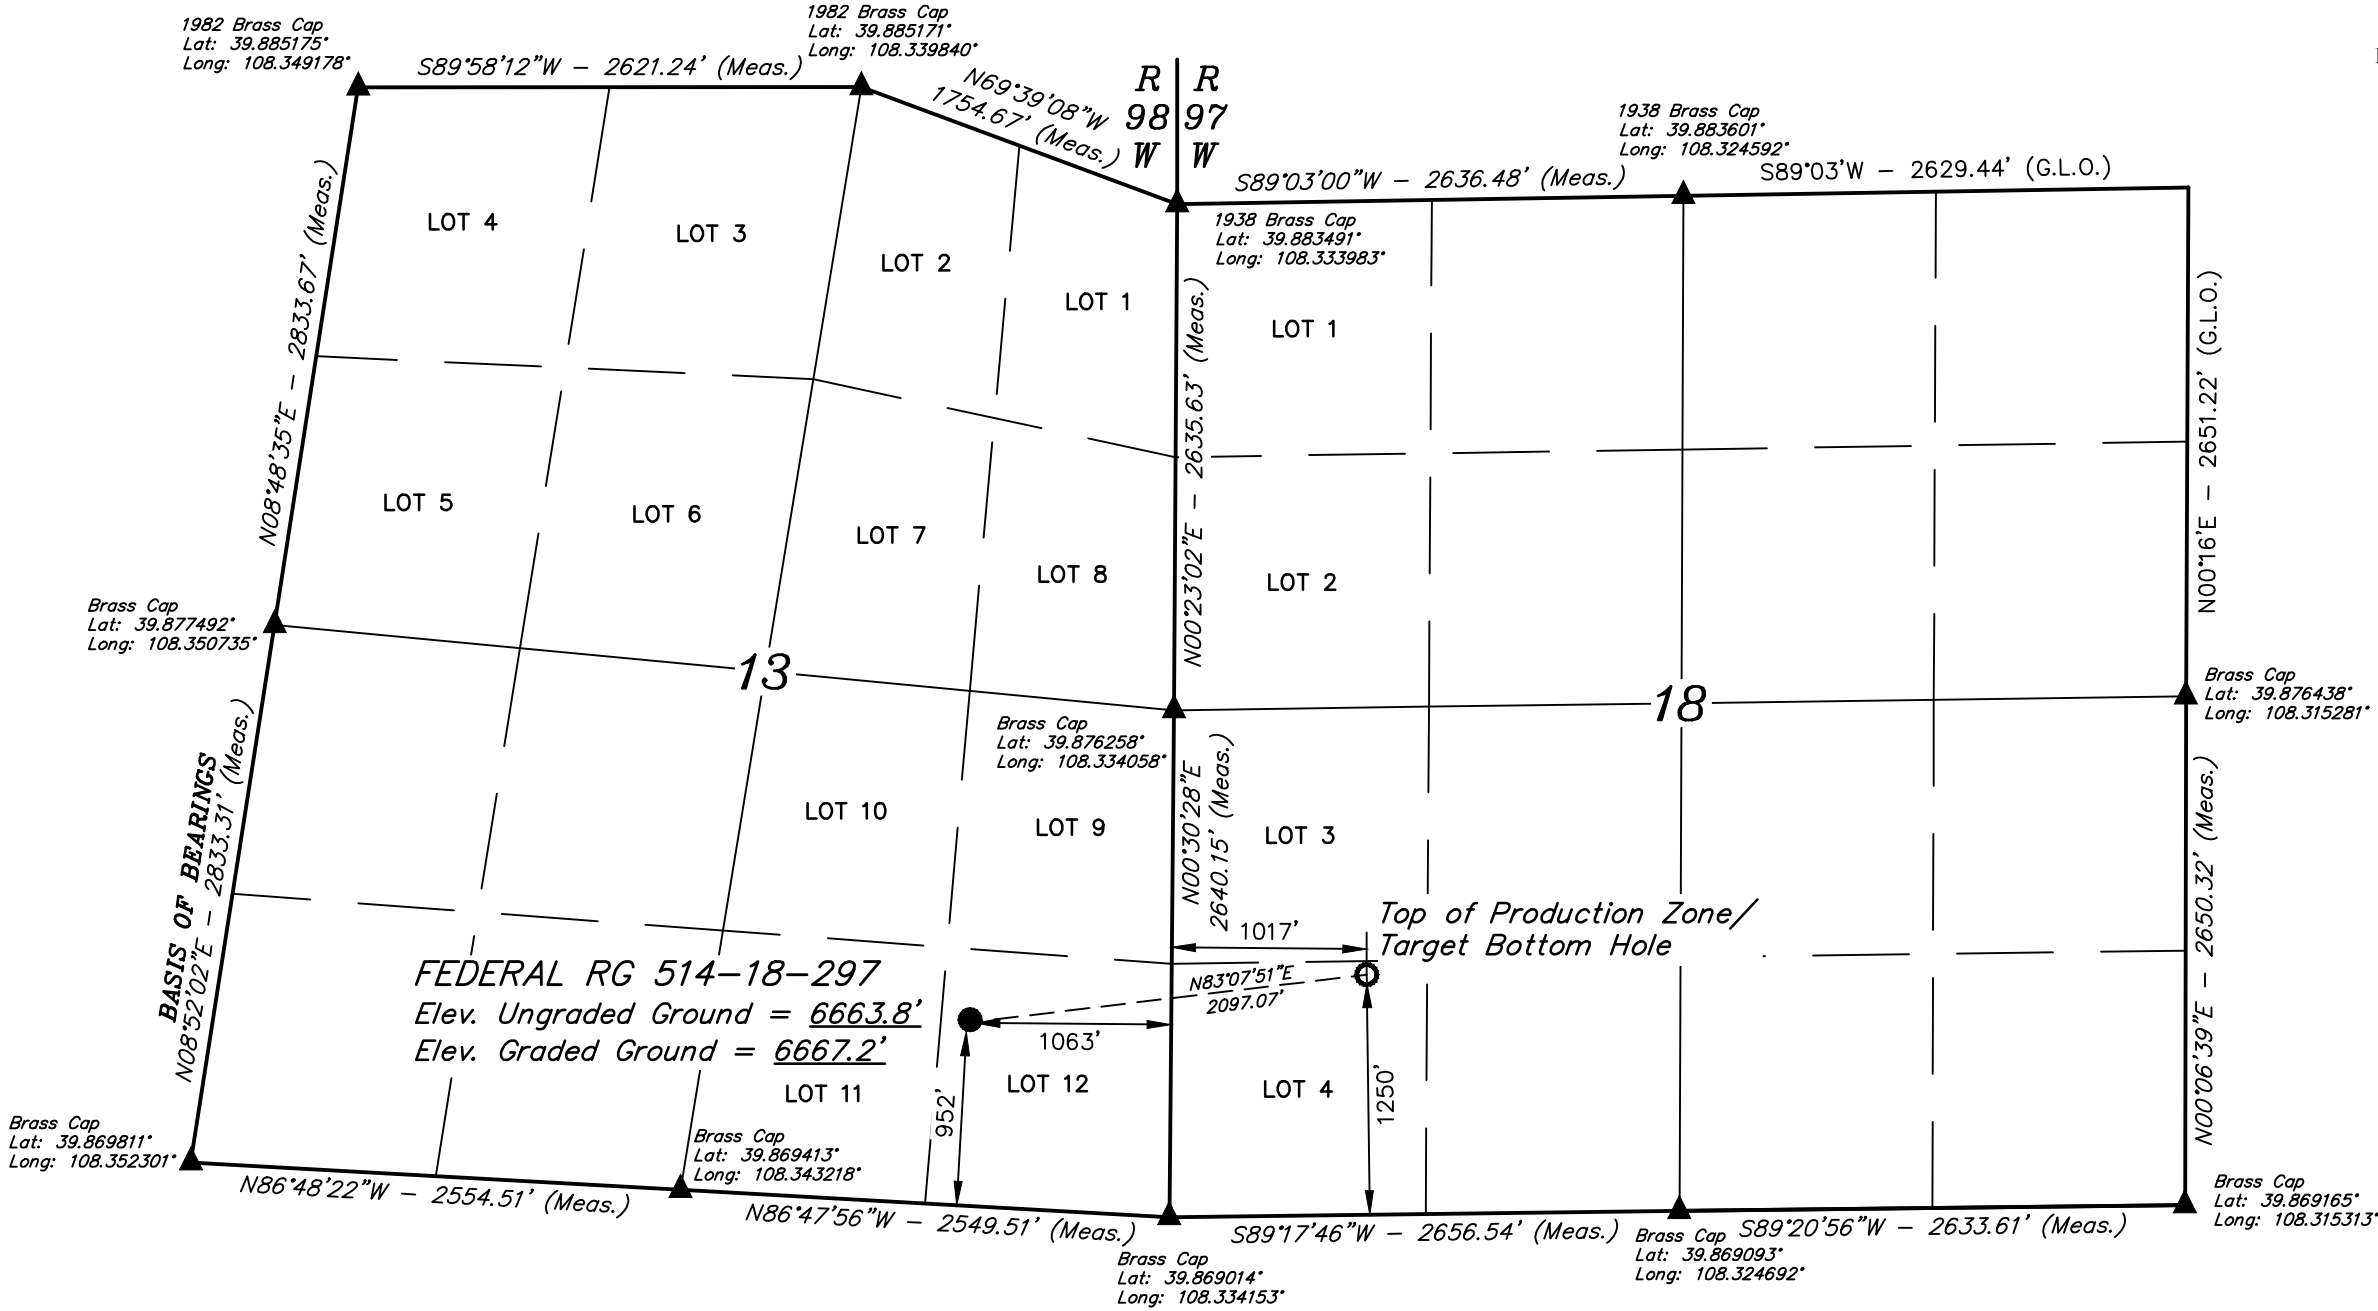 1982 Brass Cap
Lat: 39.885175°
Long: 108.349178°
S89°58'12"W - 2621.24' (Meas.)
1982 Brass Cap
Lat: 39.885171°
Long: 108.339840°
N69°39'08"W
1754.67' (Meas.)
R
98
W
R
97
W
1938 Brass Cap
Lat: 39.883601°
Long: 108.324592°
S89°03'00"W - 2636.48' (Meas.)
S89°03'W - 2629.44' (G.L.O.)
1938 Brass Cap
Lat: 39.883491°
Long: 108.333983°
N08°48'35"E - 2833.67' (Meas.)
LOT 4
LOT 3
LOT 2
LOT 1
LOT 1
N00°23'02"E - 2635.63' (Meas.)
N00°16'E - 2651.22' (G.L.O.)
LOT 5
LOT 6
LOT 7
LOT 8
LOT 2
Brass Cap
Lat: 39.877492°
Long: 108.350735°
13
18
Brass Cap
Lat: 39.876258°
Long: 108.334058°
Brass Cap
Lat: 39.876438°
Long: 108.315281°
BASIS OF BEARINGS
N08°52'02"E - 2833.31' (Meas.)
LOT 10
LOT 9
LOT 3
N00°30'28"E
2640.15' (Meas.)
N00°06'39"E - 2650.32' (Meas.)
1017'
Top of Production Zone/
Target Bottom Hole
FEDERAL RG 514-18-297
Elev. Ungraded Ground = 6663.8'
Elev. Graded Ground = 6667.2'
N83°07'51"E
2097.07'
1063'
952'
1250'
LOT 11
LOT 12
LOT 4
Brass Cap
Lat: 39.869811°
Long: 108.352301°
Brass Cap
Lat: 39.869413°
Long: 108.343218°
N86°48'22"W - 2554.51' (Meas.)
N86°47'56"W - 2549.51' (Meas.)
S89°17'46"W - 2656.54' (Meas.)
S89°20'56"W - 2633.61' (Meas.)
Brass Cap
Lat: 39.869014°
Long: 108.334153°
Brass Cap
Lat: 39.869093°
Long: 108.324692°
Brass Cap
Lat: 39.869165°
Long: 108.315313°